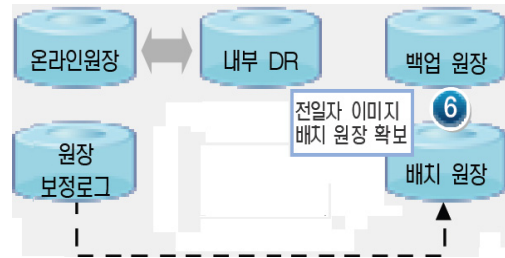 온라인원장
내부 DR
백업 원장
전일자 이미지
배치 원장 확보
6
원장
보정로그
배치 원장